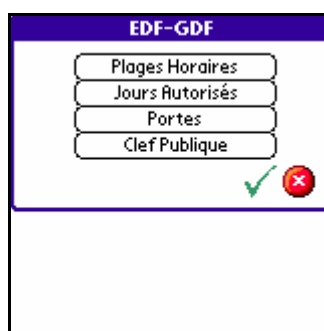 EDF-GDF
Plages Horaires
Jours Autorisés
Portes
Clef Publique